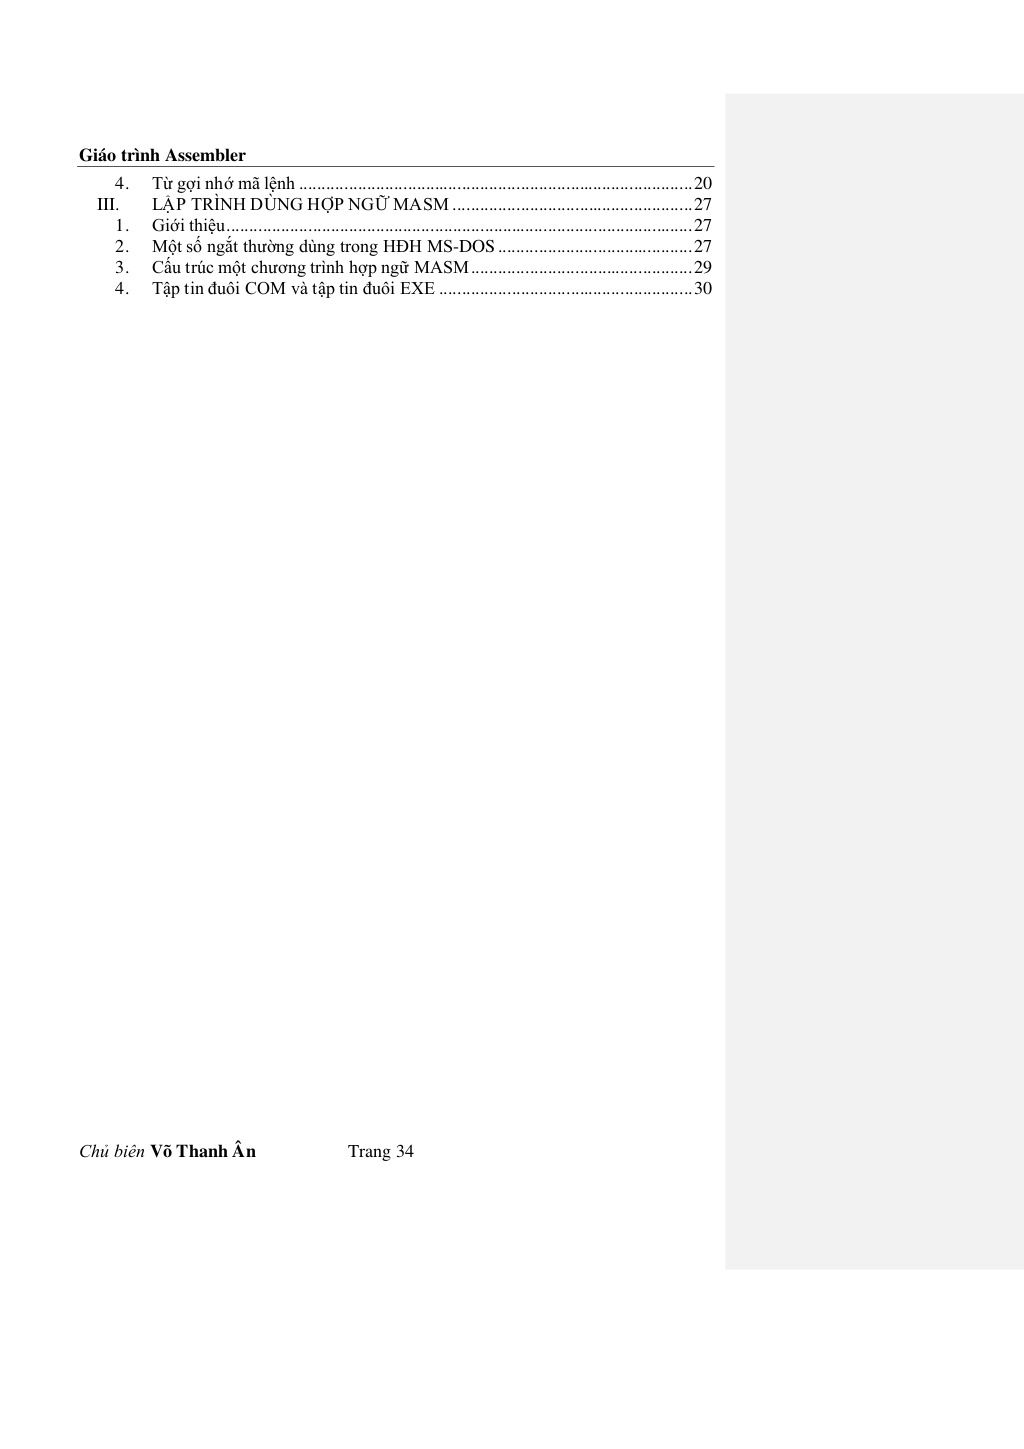 Giáo trình Assembler
4. Từ gợi nhớ mã lệnh ........................................................................................20
III. LẬP TRÌNH DÙNG HỢP NGỮ MASM .....................................................27
1. Giới thiệu........................................................................................................27
2. Một số ngắt thường dùng trong HĐH MS-DOS ...........................................27
3. Cấu trúc một chương trình hợp ngữ MASM.................................................29
4. Tập tin đuôi COM và tập tin đuôi EXE ........................................................30
Chủ biên Võ Thanh Ân Trang 34